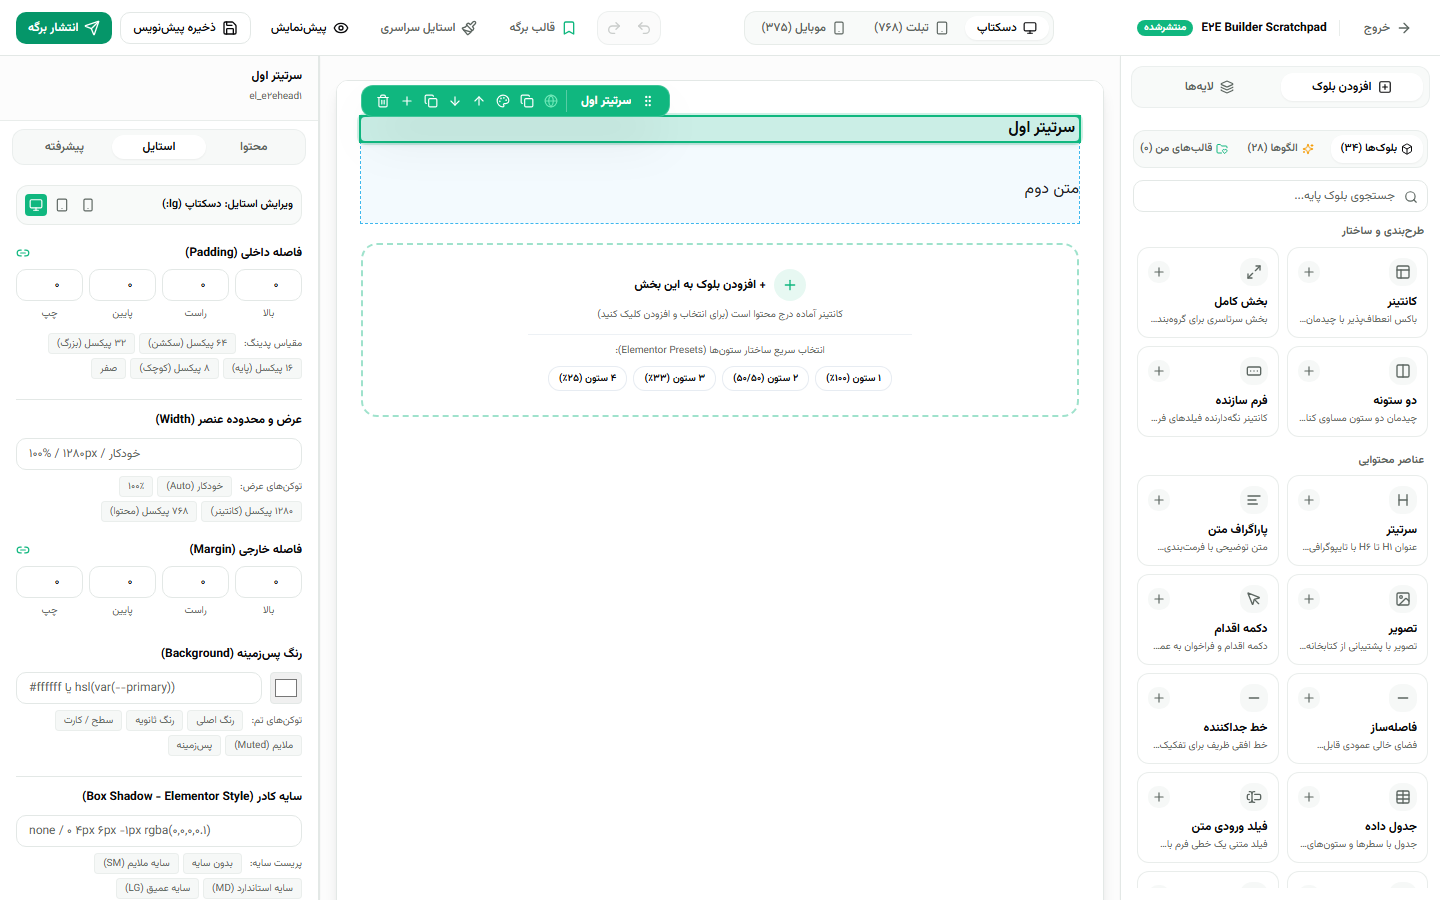 خروج
E۲E Builder Scratchpad
منتشرشده
دسکتاپ
تبلت (۷۶۸)
موبایل (۳۷۵)
قالب برگه
استایل سراسری
پیش‌نمایش
ذخیره پیش‌نویس
انتشار برگه
افزودن بلوک
لایه‌ها
بلوک‌ها (۳۴)
الگوها (۲۸)
قالب‌های من (۰)
جستجوی بلوک پایه...
طرح‌بندی و ساختار
کانتینر
باکس انعطاف‌پذیر با چیدمان...
بخش کامل
بخش سرتاسری برای گروه‌بند...
دو ستونه
چیدمان دو ستون مساوی کنا...
فرم سازنده
کانتینر نگه‌دارنده فیلدهای فر...
عناصر محتوایی
سرتیتر
عنوان H۱ تا H۶ با تایپوگرافی...
پاراگراف متن
متن توضیحی با فرمت‌بندی...
تصویر
تصویر با پشتیبانی از کتابخانه...
دکمه اقدام
دکمه اقدام و فراخوان به عمـ...
فاصله‌ساز
فضای خالی عمودی قابل...
خط جداکننده
خط افقی ظریف برای تفکیک...
جدول داده
جدول با سطرها و ستون‌های...
فیلد ورودی متن
فیلد متنی یک خطی فرم با...
سرتیتر اول
سرتیتر اول
متن دوم
+ افزودن بلوک به این بخش
کانتینر آماده درج محتوا است (برای انتخاب و افزودن کلیک کنید)
انتخاب سریع ساختار ستون‌ها (Elementor Presets):
۱ ستون (۱۰۰٪)
۲ ستون (۵۰/۵۰)
۳ ستون (۳۳٪)
۴ ستون (۲۵٪)
سرتیتر اول
el_e۲ehead۱
محتوا
استایل
پیشرفته
ویرایش استایل: دسکتاپ (lg:)
فاصله داخلی (Padding)
۰
۰
۰
۰
بالا
راست
پایین
چپ
مقیاس پدینگ:
۶۴ پیکسل (سکشن)
۳۲ پیکسل (بزرگ)
۱۶ پیکسل (پایه)
۸ پیکسل (کوچک)
صفر
عرض و محدوده عنصر (Width)
خودکار / ۱۲۸۰px / ۱۰۰%
توکن‌های عرض:
خودکار (Auto)
۱۰۰٪
۱۲۸۰ پیکسل (کانتینر)
۷۶۸ پیکسل (محتوا)
فاصله خارجی (Margin)
۰
۰
۰
۰
بالا
راست
پایین
چپ
رنگ پس‌زمینه (Background)
#ffffff یا hsl(var(--primary))
توکن‌های تم:
رنگ اصلی
رنگ ثانویه
سطح / کارت
ملایم (Muted)
پس‌زمینه
سایه کادر (Box Shadow - Elementor Style)
none / ۰ ۴px ۶px -۱px rgba(۰,۰,۰,۰.۱)
پریست سایه:
بدون سایه
سایه ملایم (SM)
سایه استاندارد (MD)
سایه عمیق (LG)